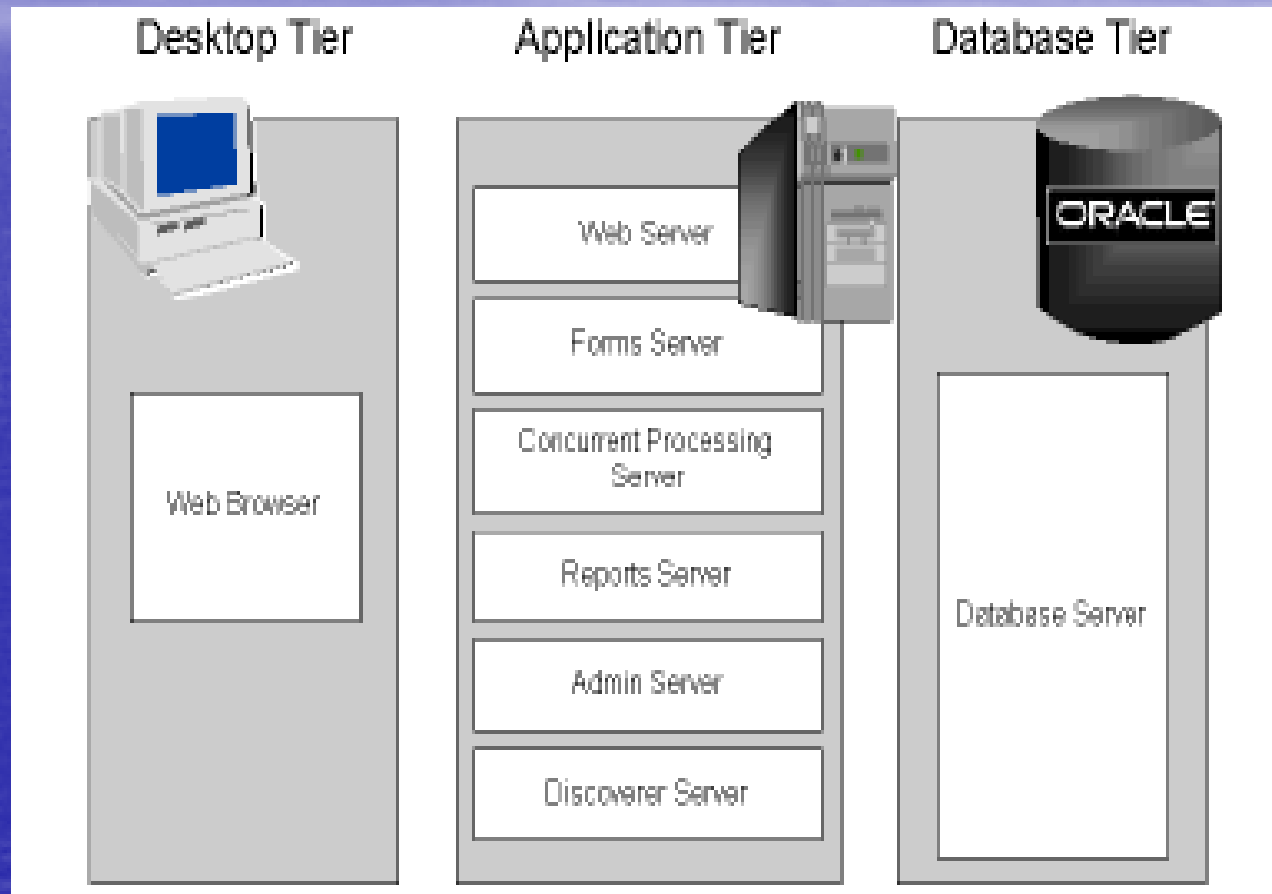 Desktop Tier
Application Tier
Database Tier
ORACLE
Web Browser
Web Server
Forms Server
Concurrent Processing
Server
Reports Server
Admin Server
Discoverer Server
Database Server